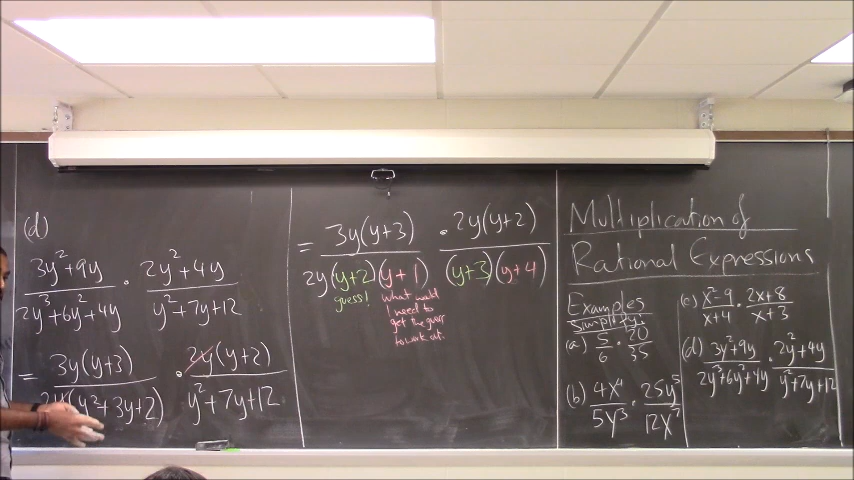 (d)
3y²+9y / 2y³+6y²+4y · 2y²+4y / y²+7y+12
= 3y(y+3) / 2y(y²+3y+2) · 2y(y+2) / y²+7y+12
= 3y(y+3) / 2y(y+2)(y+1) · 2y(y+2) / (y+3)(y+4)
guess!
what would
I need to
get the guess
to work out.
Multiplication of
Rational Expressions
Examples
Simplify:
(a) 5/6 · 20/35
(b) 4x⁴/5y³ · 25y⁵/12x⁷
(c) x²-9 / x+4 · 2x+8 / x+3
(d) 3y²+9y / 2y³+6y²+4y · 2y²+4y / y²+7y+12